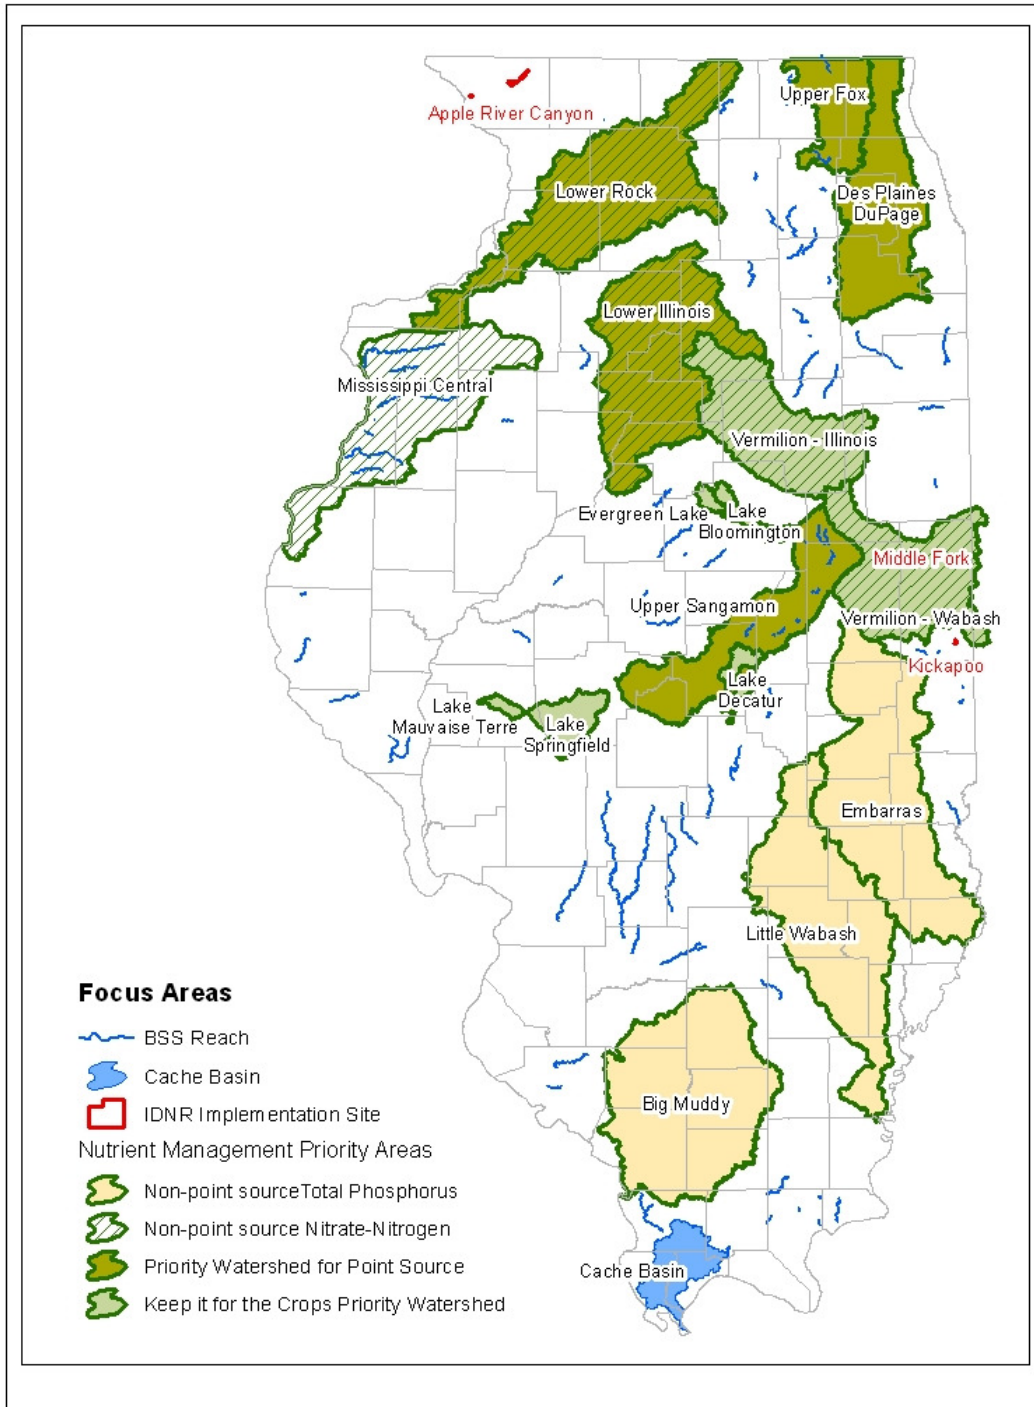 Apple River Canyon
Upper Fox
Lower Rock
Des Plaines
DuPage
Lower Illinois
Mississippi Central
Vermilion - Illinois
Evergreen Lake
Lake
Bloomington
Middle Fork
Upper Sangamon
Vermilion - Wabash
Kickapoo
Lake
Decatur
Lake
Mauvaise Terre
Lake
Springfield
Embarras
Little Wabash
Focus Areas
BSS Reach
Cache Basin
IDNR Implementation Site
Nutrient Management Priority Areas
Non-point sourceTotal Phosphorus
Non-point source Nitrate-Nitrogen
Priority Watershed for Point Source
Keep it for the Crops Priority Watershed
Big Muddy
Cache Basin